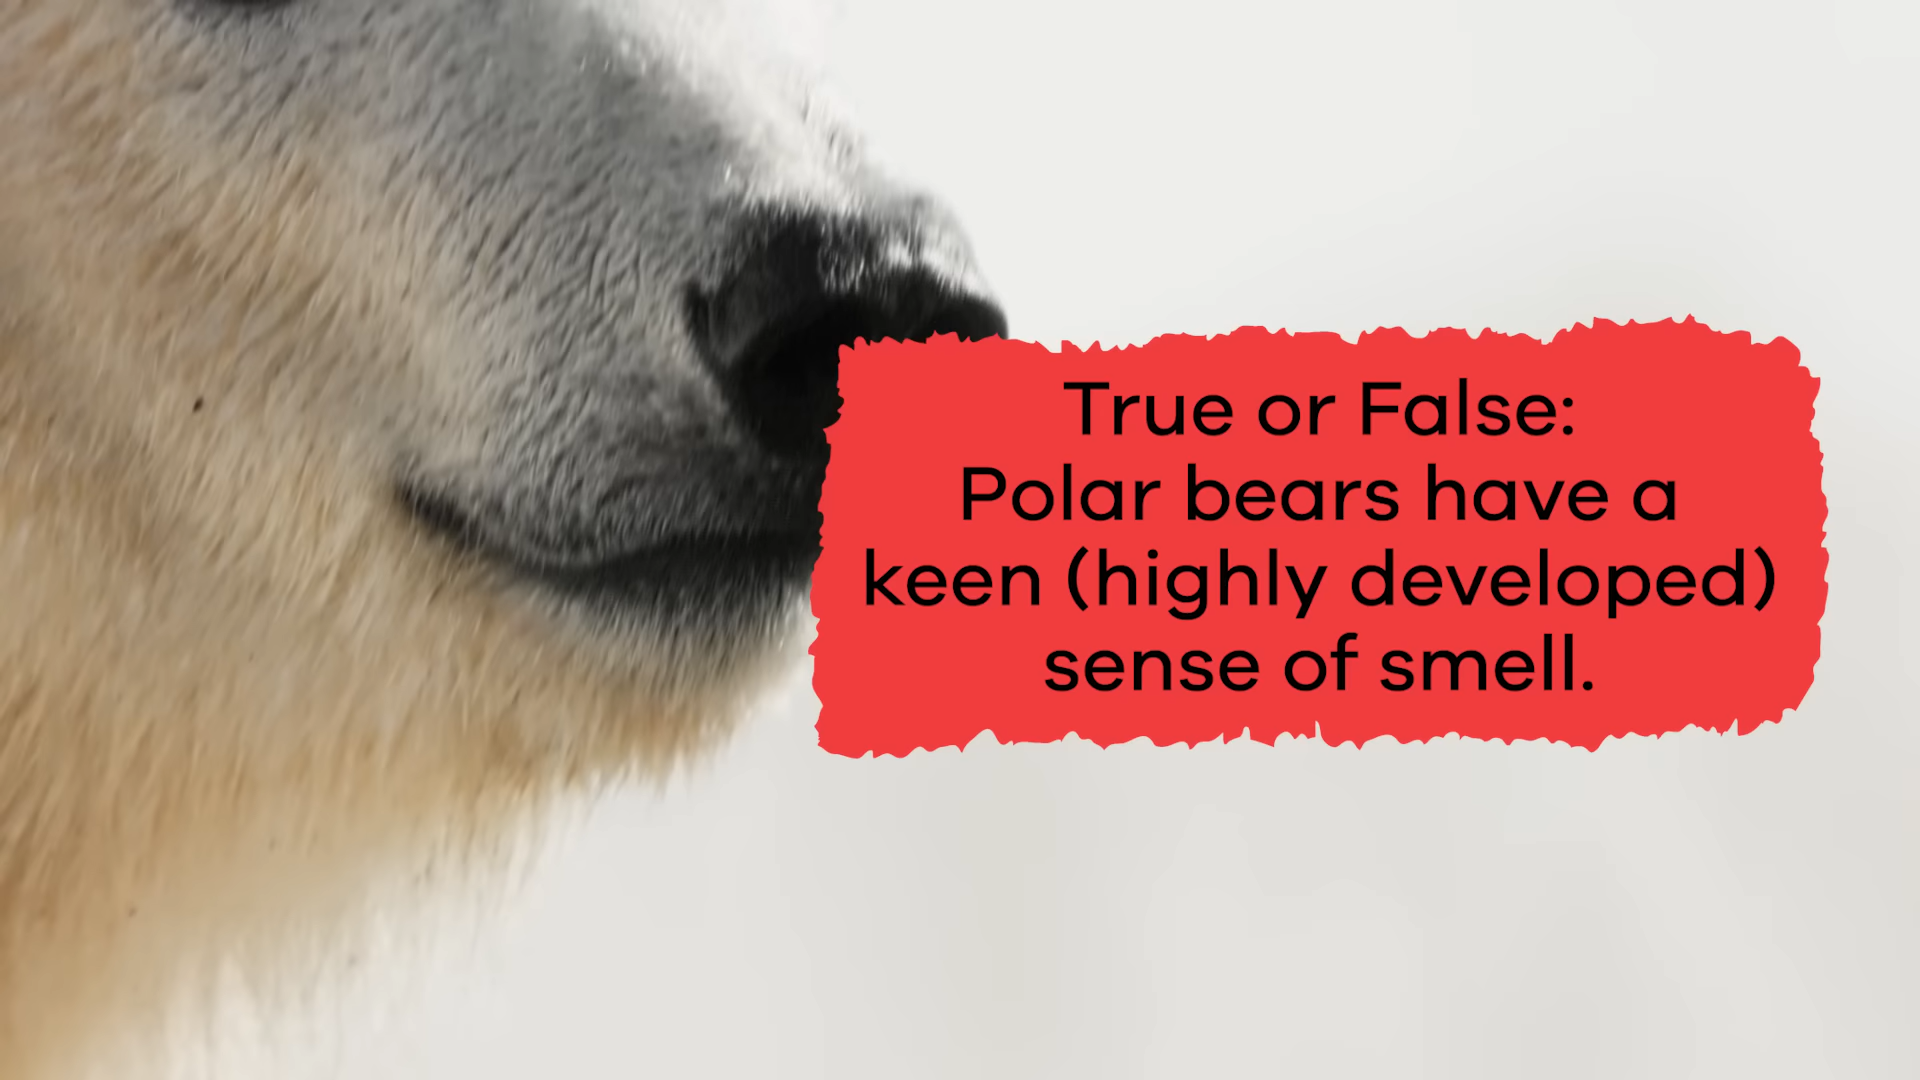 True or False:
Polar bears have a
keen (highly developed)
sense of smell.